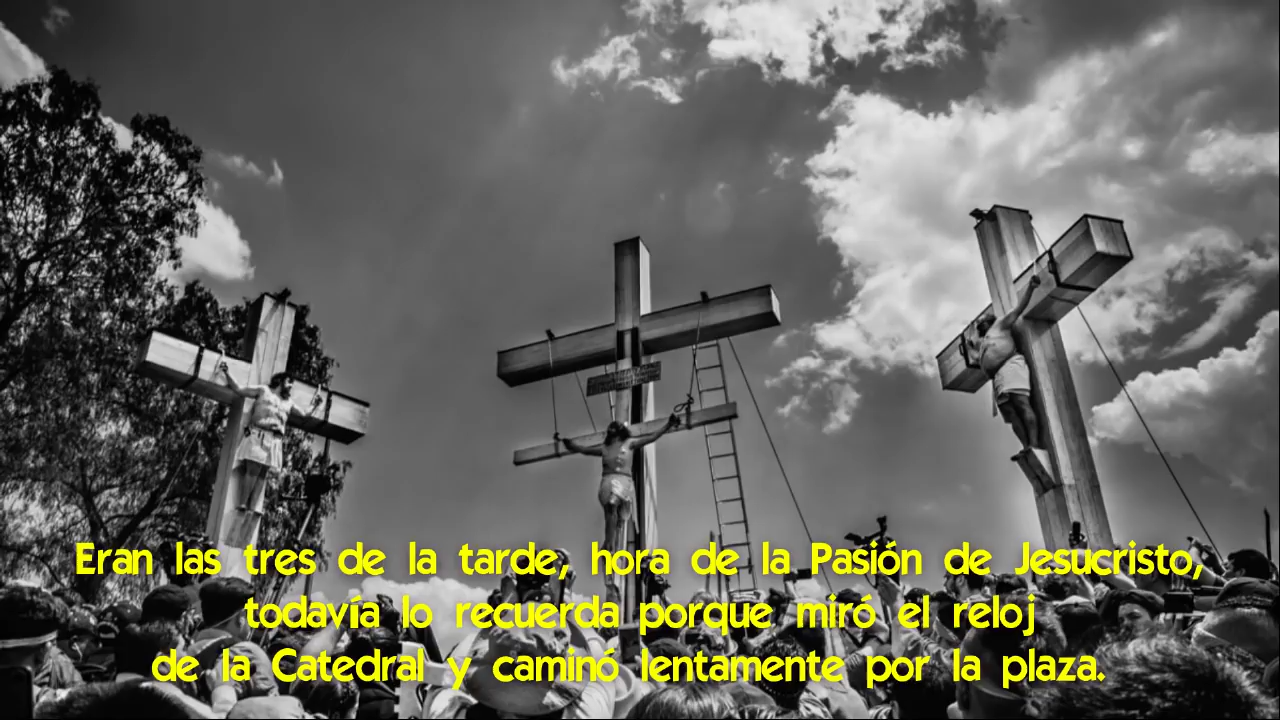 Eran las tres de la tarde, hora de la Pasión de Jesucristo,
todavía lo recuerda porque miró el reloj
de la Catedral y caminó lentamente por la plaza.